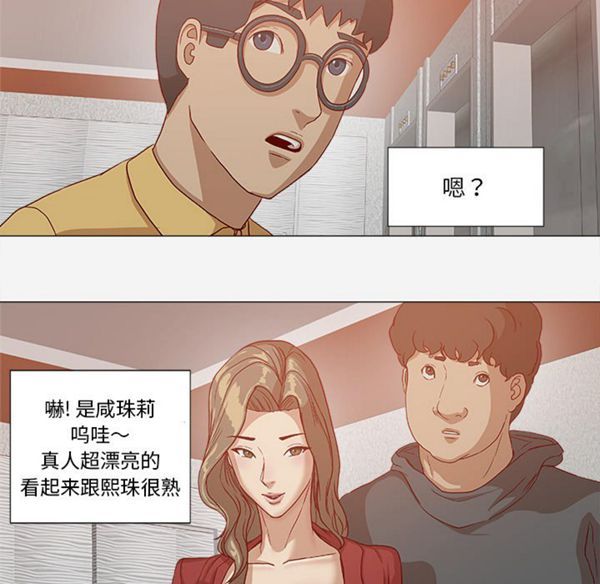 嗯？
嚇! 是咸珠莉
呜哇～
真人超漂亮的
看起来跟熙珠很熟